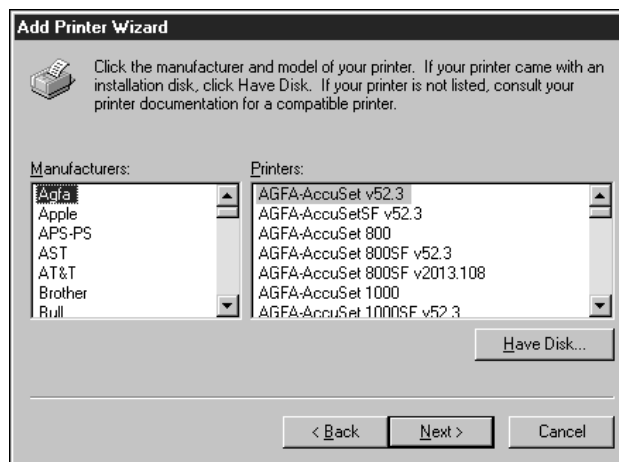 Add Printer Wizard
Click the manufacturer and model of your printer. If your printer came with an
installation disk, click Have Disk. If your printer is not listed, consult your
printer documentation for a compatible printer.
Manufacturers:
Agfa
Apple
APS-PS
AST
AT&T
Brother
Bull
Printers:
AGFA-AccuSet v52.3
AGFA-AccuSetSF v52.3
AGFA-AccuSet 800
AGFA-AccuSet 800SF v52.3
AGFA-AccuSet 800SF v2013.108
AGFA-AccuSet 1000
AGFA-AccuSet 1000SF v52.3
Have Disk...
< Back
Next >
Cancel